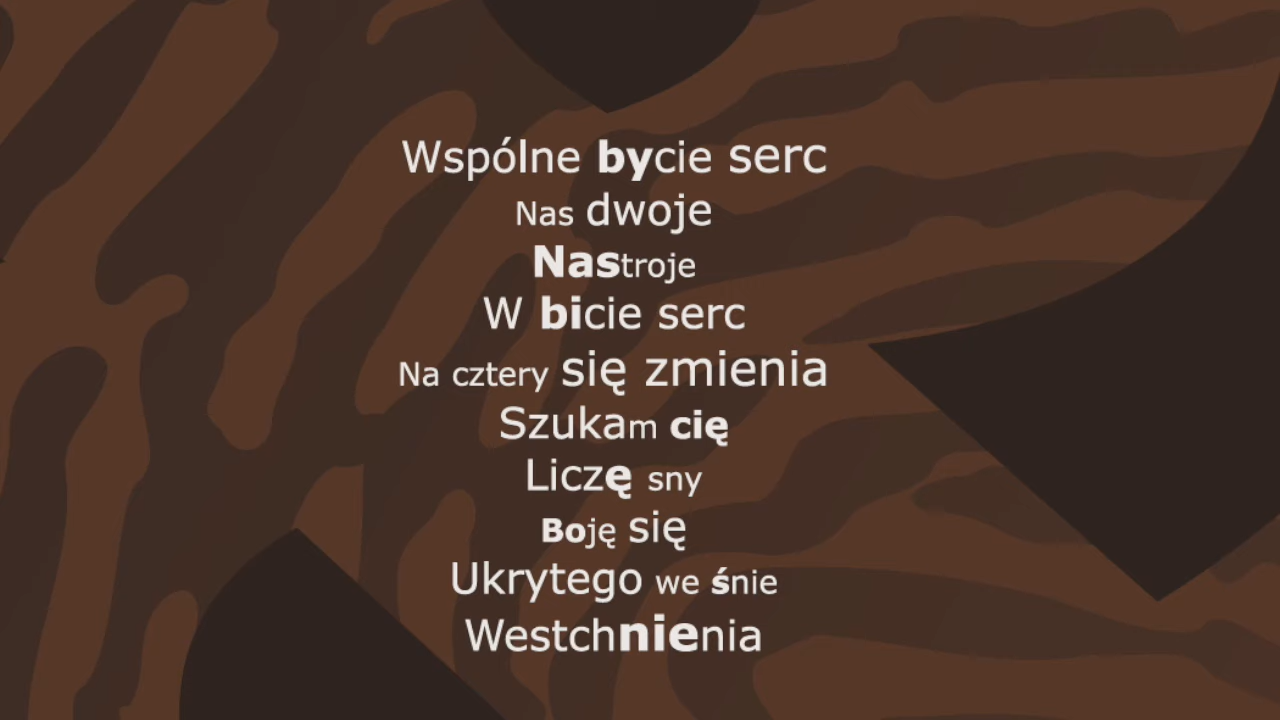 Wspólne bycie serc
Nas dwoje
Nastroje
W bicie serc
Na cztery się zmienia
Szukam cię
Liczę sny
Boję się
Ukrytego we śnie
Westchnienia